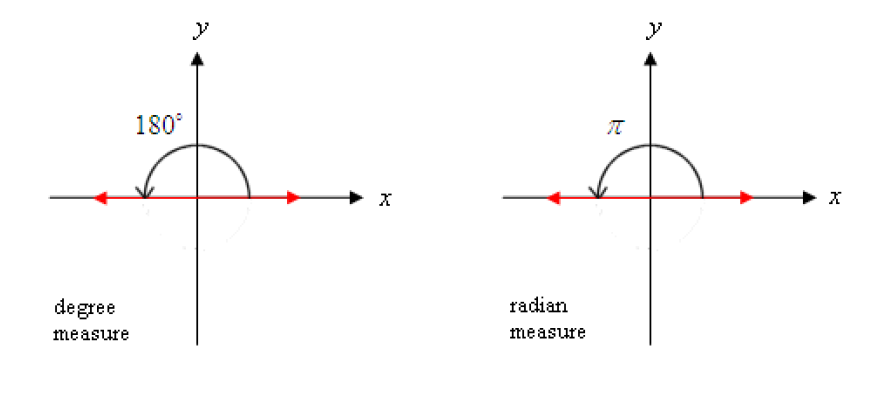 y
180°
x
degree
measure
y
π
x
radian
measure